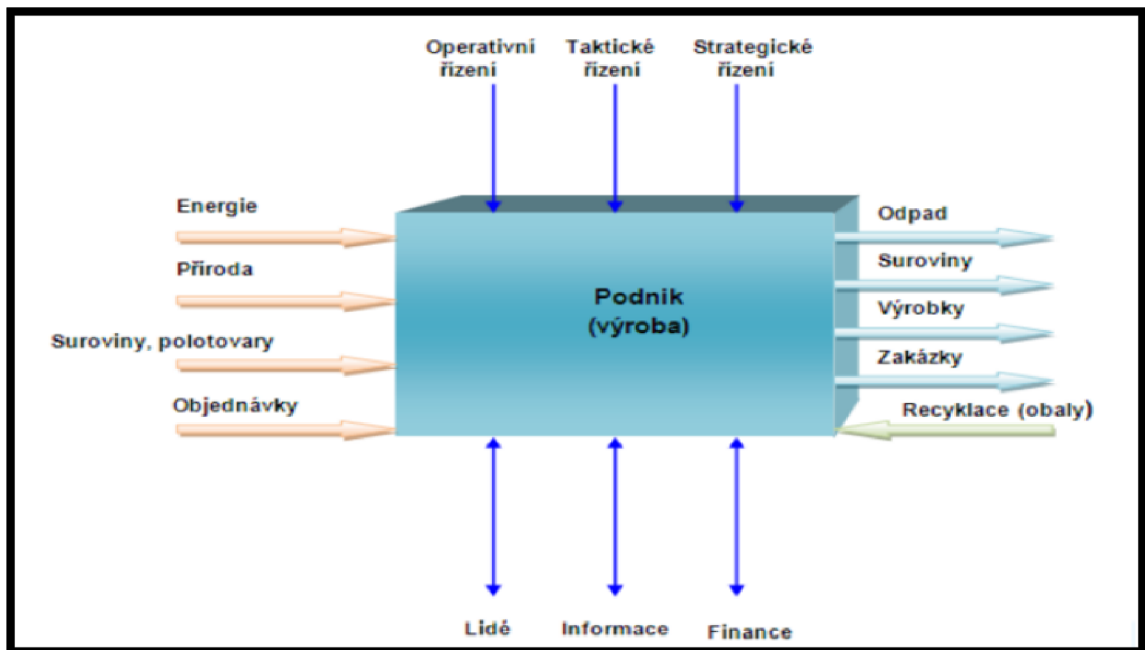 Operativní
řízení
Taktické
řízení
Strategické
řízení
Energie
Příroda
Suroviny, polotovary
Objednávky
Podnik
(výroba)
Odpad
Suroviny
Výrobky
Zakázky
Recyklace (obaly)
Lidé
Informace
Finance